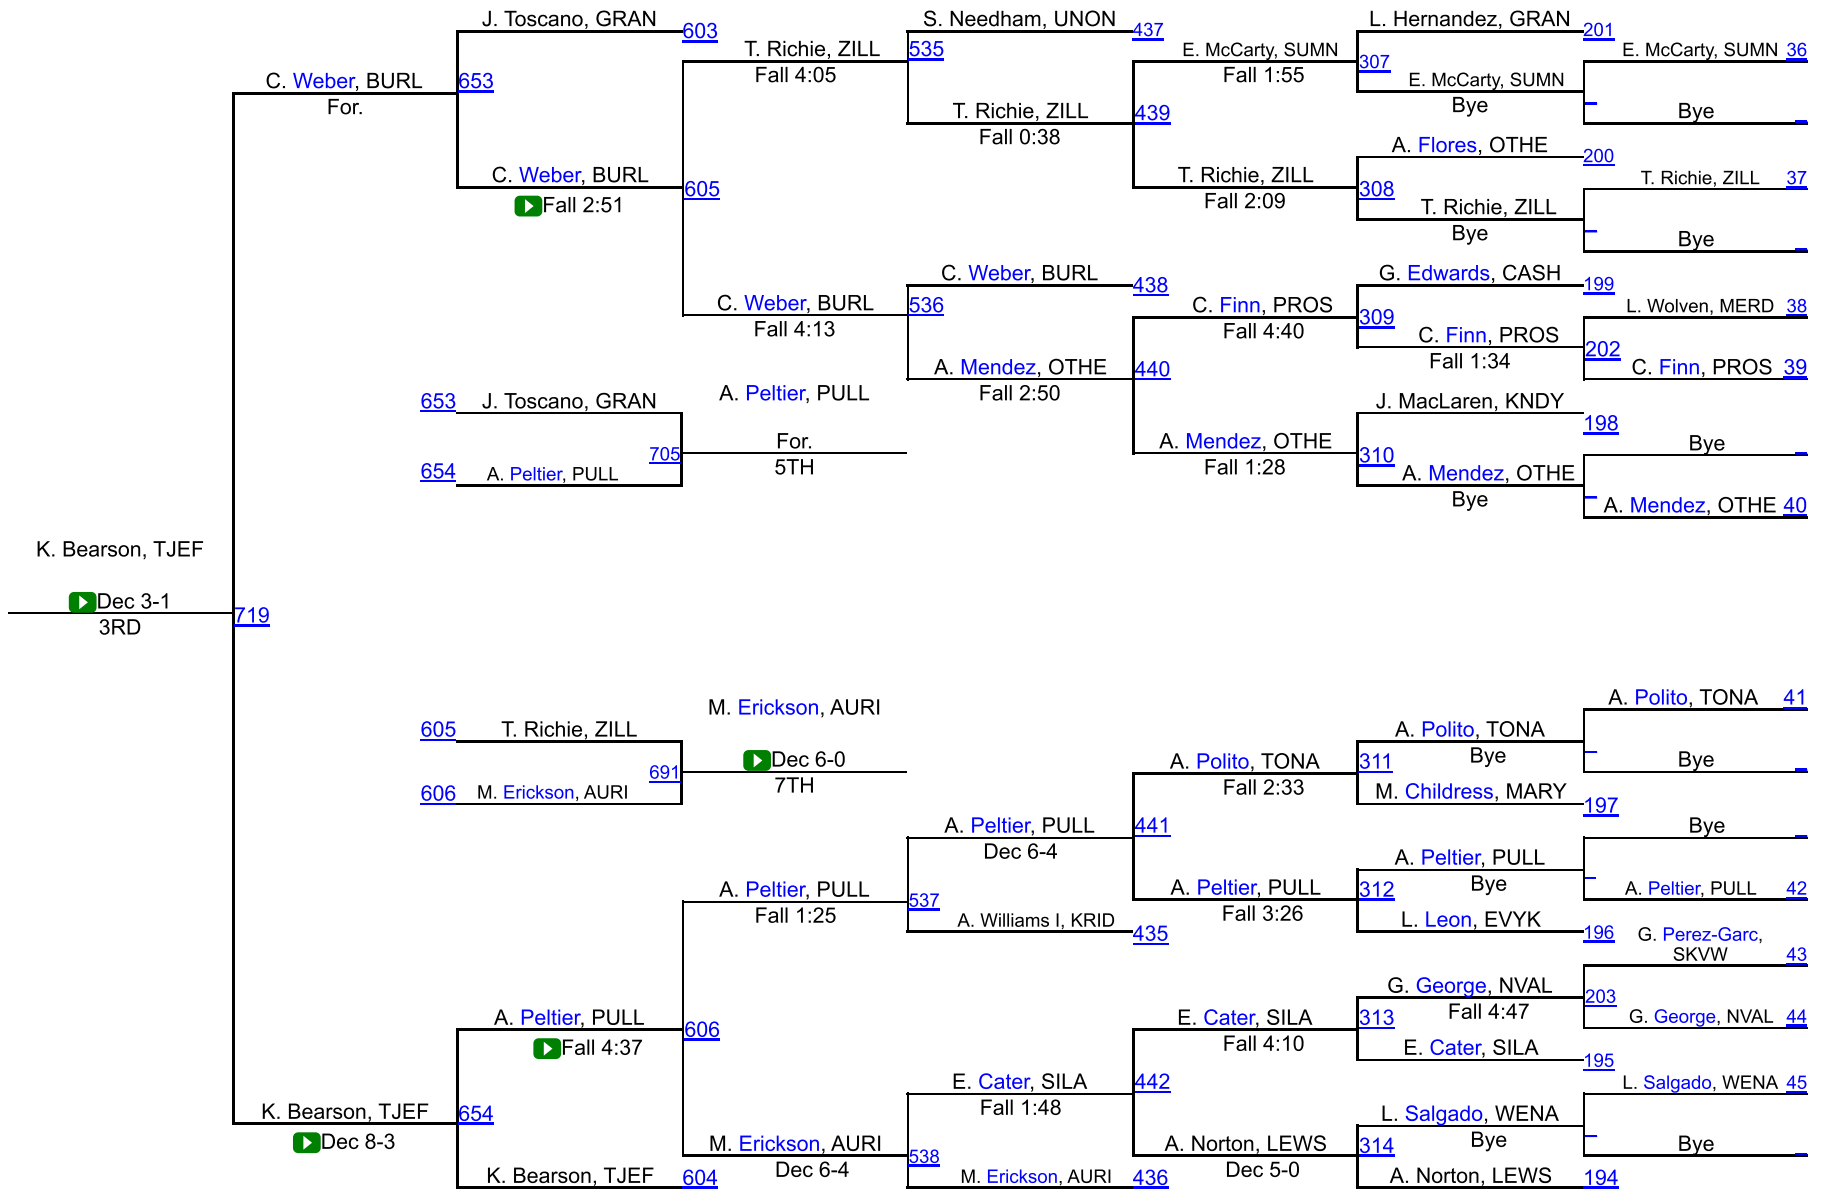 J. Toscano, GRAN
603
S. Needham, UNON
437
L. Hernandez, GRAN
201
T. Richie, ZILL
535
E. McCarty, SUMN
E. McCarty, SUMN 36
Fall 4:05
Fall 1:55
307
C. Weber, BURL
653
E. McCarty, SUMN
For.
Bye
T. Richie, ZILL
439
Bye
Fall 0:38
A. Flores, OTHE
200
C. Weber, BURL
605
T. Richie, ZILL
308
T. Richie, ZILL 37
Fall 2:51
Fall 2:09
T. Richie, ZILL
Bye
Bye
C. Weber, BURL
438
G. Edwards, CASH
199
C. Weber, BURL
536
C. Finn, PROS
309
L. Wolven, MERD 38
Fall 4:13
Fall 4:40
C. Finn, PROS
202
Fall 1:34
A. Mendez, OTHE
440
C. Finn, PROS 39
Fall 2:50
A. Peltier, PULL
653
J. Toscano, GRAN
J. MacLaren, KNDY
198
For.
A. Mendez, OTHE
310
Bye
705
5TH
Fall 1:28
654
A. Peltier, PULL
A. Mendez, OTHE
Bye
A. Mendez, OTHE 40
K. Bearson, TJEF
Dec 3-1
719
3RD
A. Polito, TONA 41
M. Erickson, AURI
605
T. Richie, ZILL
A. Polito, TONA
Bye
Dec 6-0
A. Polito, TONA
311
Bye
691
7TH
Fall 2:33
606
M. Erickson, AURI
M. Childress, MARY
197
A. Peltier, PULL
441
Bye
Dec 6-4
A. Peltier, PULL
Bye
A. Peltier, PULL
537
A. Peltier, PULL
312
A. Peltier, PULL 42
Fall 1:25
Fall 3:26
A. Williams I, KRID
435
L. Leon, EVYK
196
G. Perez-Garc,
SKVW 43
G. George, NVAL
203
Fall 4:47
A. Peltier, PULL
606
E. Cater, SILA
313
G. George, NVAL 44
Fall 4:37
Fall 4:10
E. Cater, SILA
195
E. Cater, SILA
442
L. Salgado, WENA 45
Fall 1:48
K. Bearson, TJEF
654
L. Salgado, WENA
Dec 8-3
Bye
M. Erickson, AURI
538
A. Norton, LEWS
314
Bye
Dec 6-4
Dec 5-0
K. Bearson, TJEF
604
M. Erickson, AURI
436
A. Norton, LEWS
194